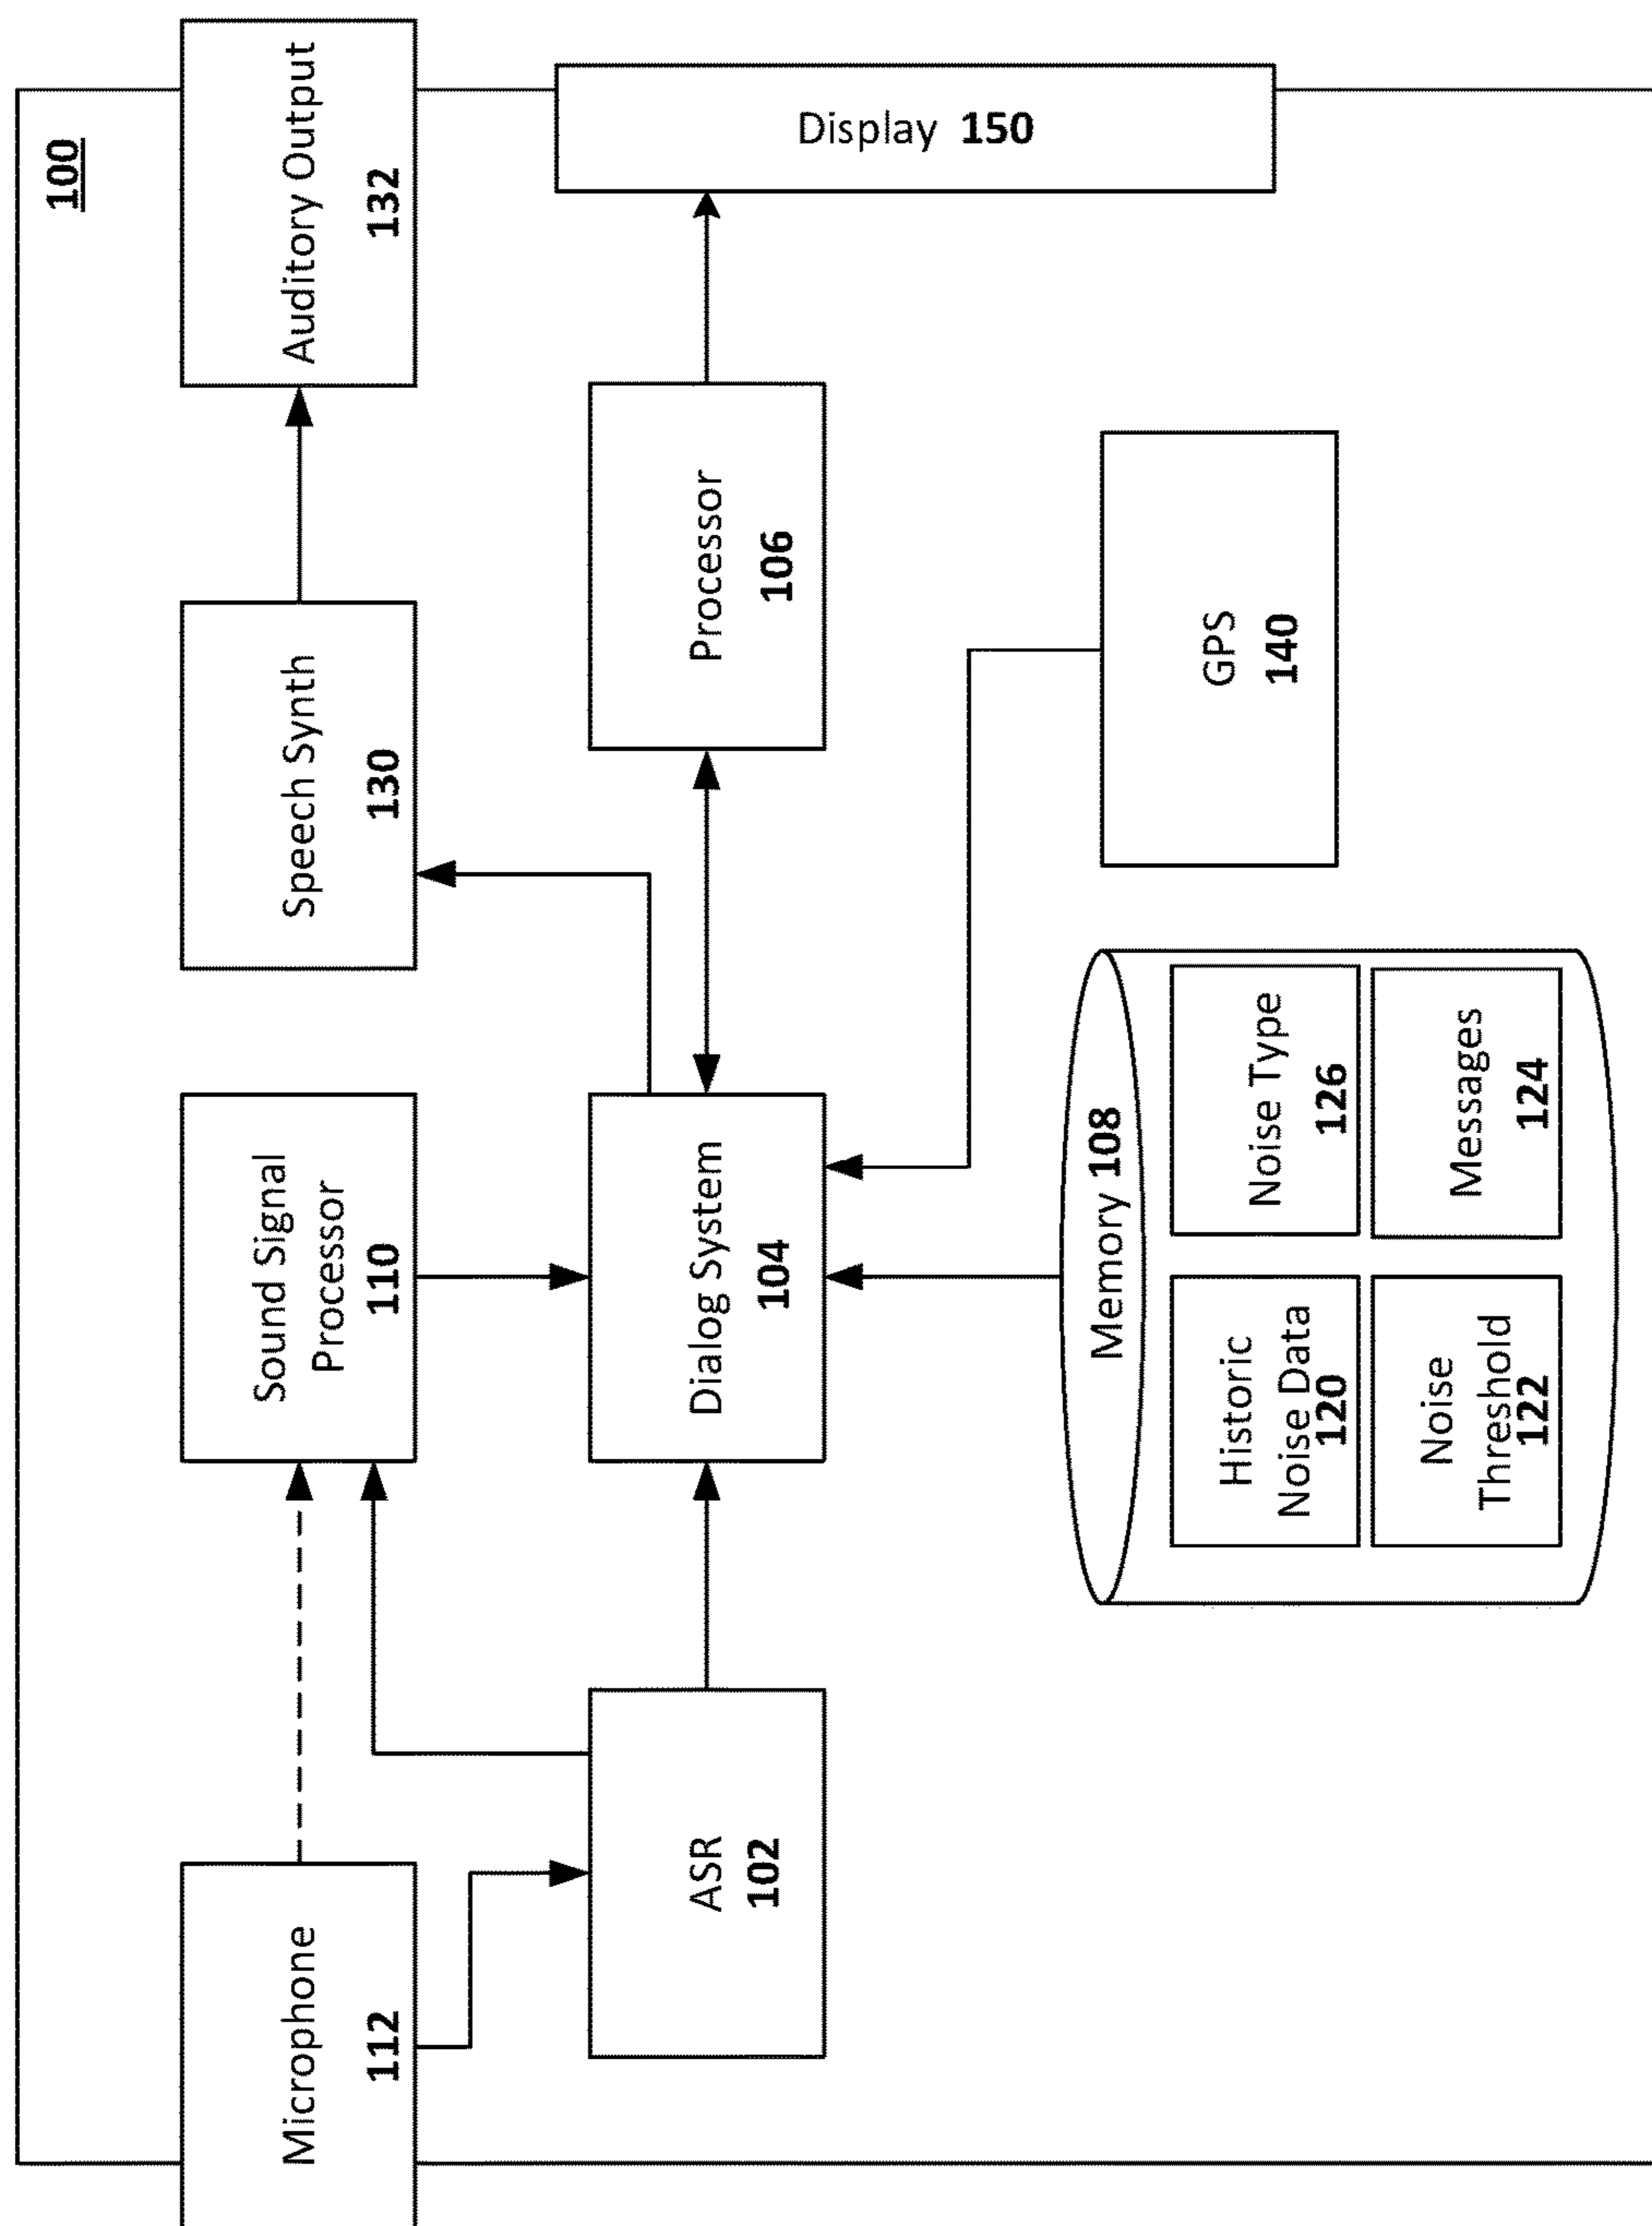 100
Microphone
112
Sound Signal
Processor
110
Speech Synth
130
Auditory Output
132
ASR
102
Dialog System
104
Processor
106
Display 150
Memory 108
Historic
Noise Data
120
Noise Type
126
Noise
Threshold
122
Messages
124
GPS
140